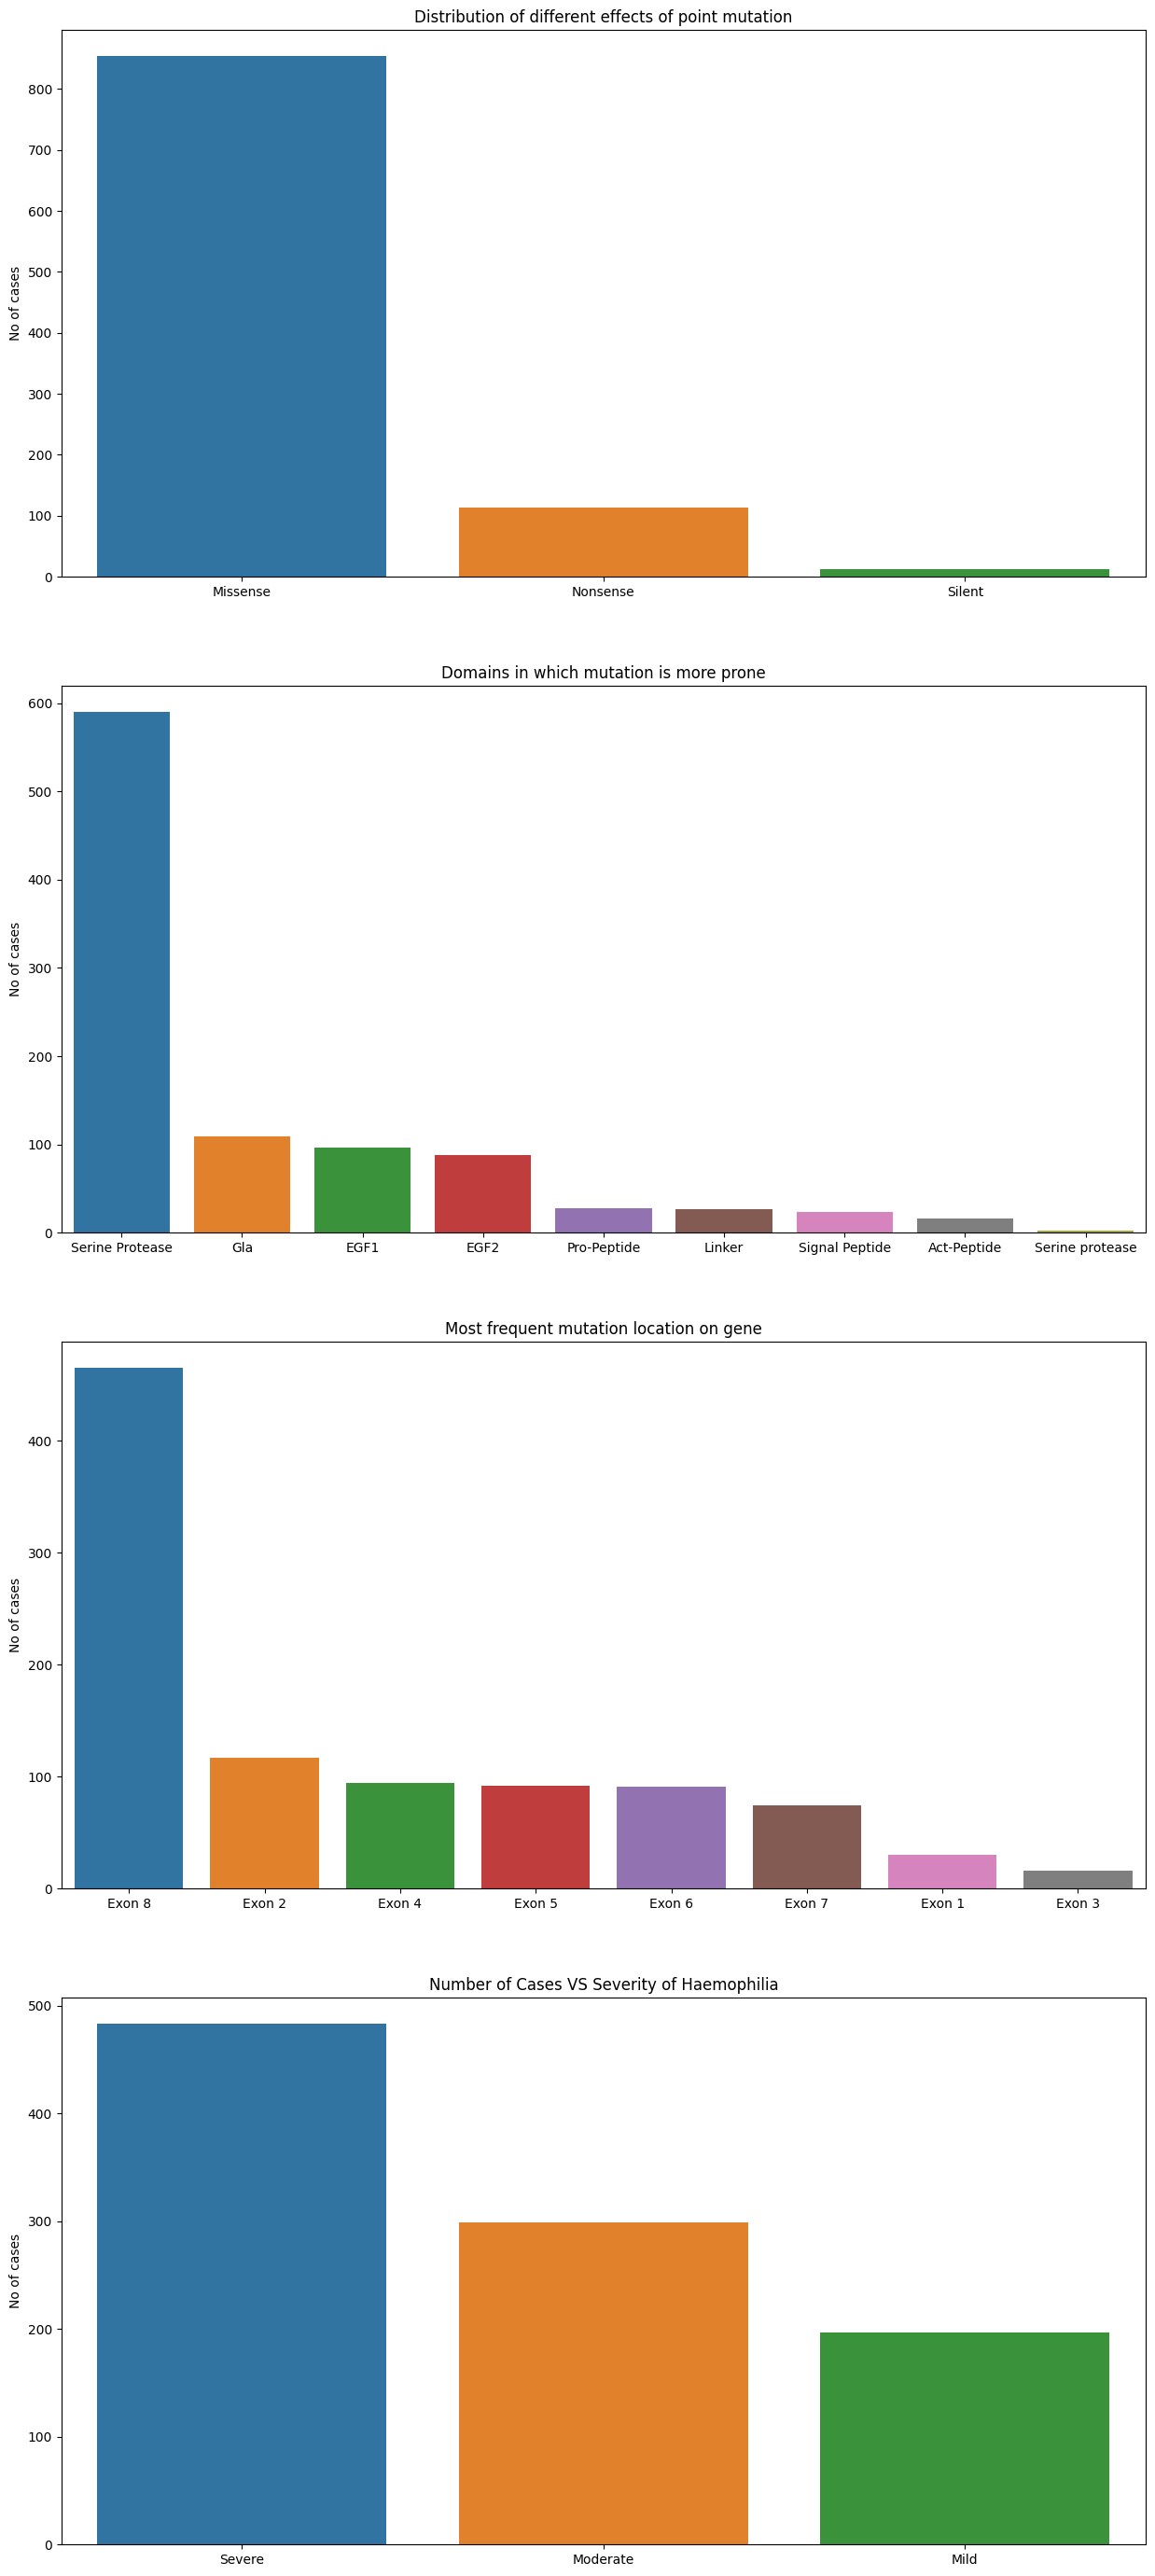 Distribution of different effects of point mutation
800
700
600
500
400
300
200
100
0
No of cases
Missense Nonsense Silent
Domains in which mutation is more prone
600
500
400
300
200
100
0
No of cases
Serine Protease Gla EGF1 EGF2 Pro-Peptide Linker Signal Peptide Act-Peptide Serine protease
Most frequent mutation location on gene
400
300
200
100
0
No of cases
Exon 8 Exon 2 Exon 4 Exon 5 Exon 6 Exon 7 Exon 1 Exon 3
Number of Cases VS Severity of Haemophilia
500
400
300
200
100
0
No of cases
Severe Moderate Mild